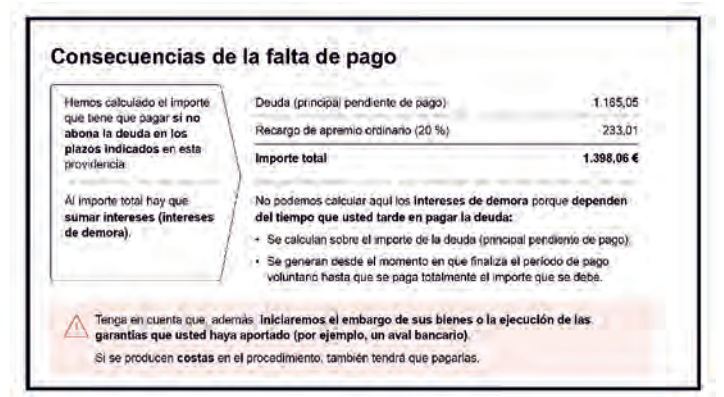 Consecuencias de la falta de pago
Hemos calculado el importe
que tiene que pagar si no
abona la deuda en los
plazos indicados en esta
providencia.
Al importe total hay que
sumar intereses (intereses
de demora).
Deuda (principal pendiente de pago) 1.165,05
Recargo de apremio ordinario (20 %) 233,01
Importe total 1.398,06 €
No podemos calcular aquí los intereses de demora porque dependen
del tiempo que usted tarde en pagar la deuda:
• Se calculan sobre el importe de la deuda (principal pendiente de pago).
• Se generan desde el momento en que finaliza el periodo de pago
voluntario hasta que se paga totalmente el importe que se debe.
Tenga en cuenta que, además, iniciaremos el embargo de sus bienes o la ejecución de las
garantías que usted haya aportado (por ejemplo, un aval bancario).
Si se producen costas en el procedimiento, también tendrá que pagarlas.